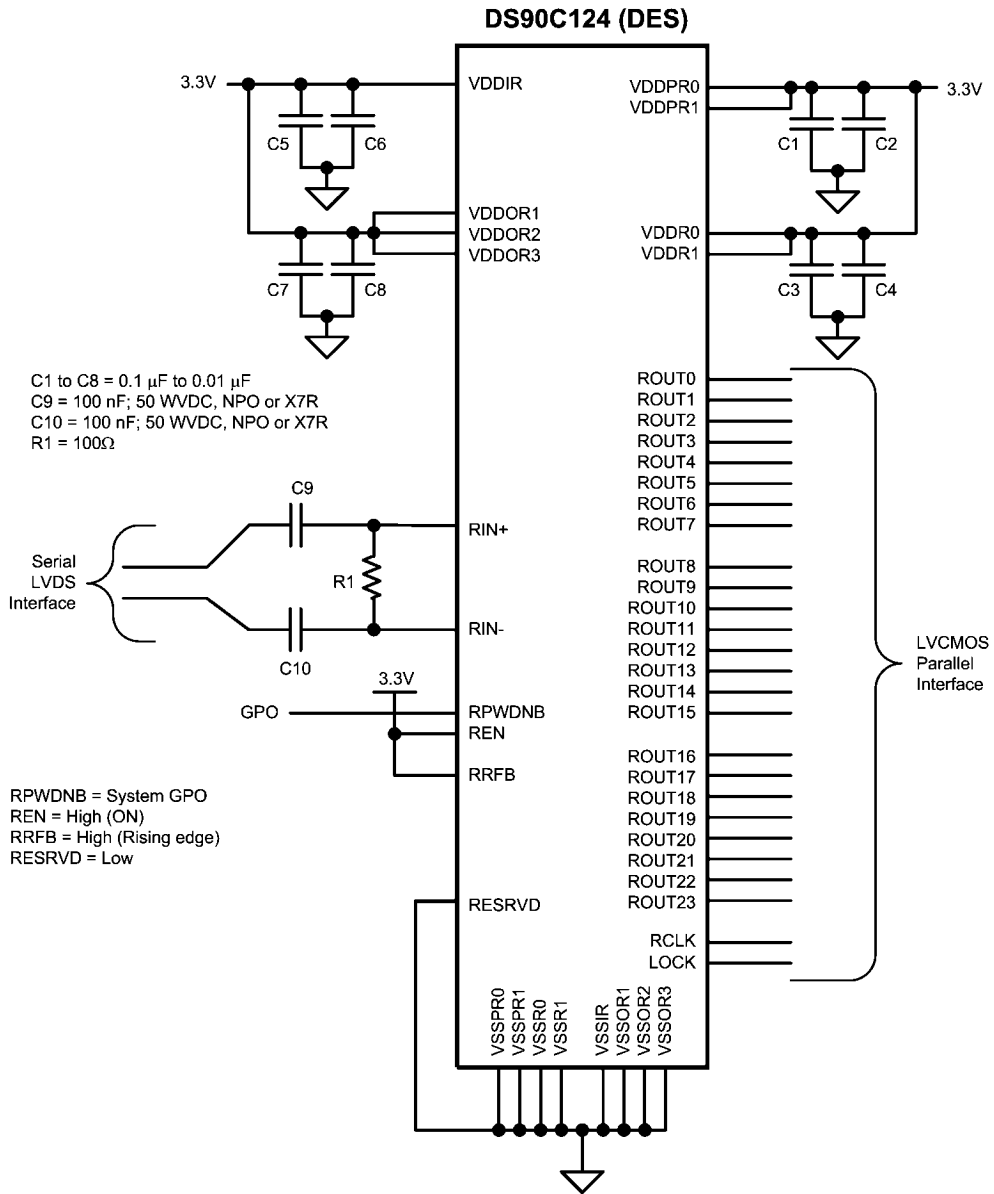 DS90C124 (DES)
3.3V
VDDIR
VDDPR0
VDDPR1
3.3V
C5
C6
C1
C2
VDDOR1
VDDOR2
VDDOR3
VDDR0
VDDR1
C7
C8
C3
C4
C1 to C8 = 0.1 μF to 0.01 μF
C9 = 100 nF; 50 WVDC, NPO or X7R
C10 = 100 nF; 50 WVDC, NPO or X7R
R1 = 100Ω
ROUT0
ROUT1
ROUT2
ROUT3
ROUT4
ROUT5
ROUT6
ROUT7
C9
RIN+
Serial
LVDS
Interface
R1
RIN-
C10
ROUT8
ROUT9
ROUT10
ROUT11
ROUT12
ROUT13
ROUT14
ROUT15
LVCMOS
Parallel
Interface
3.3V
GPO
RPWDNB
REN
RRFB
RPWDNB = System GPO
REN = High (ON)
RRFB = High (Rising edge)
RESRVD = Low
ROUT16
ROUT17
ROUT18
ROUT19
ROUT20
ROUT21
ROUT22
ROUT23
RESRVD
RCLK
LOCK
VSSPR0
VSSPR1
VSSR0
VSSR1
VSSIR
VSSOR1
VSSOR2
VSSOR3